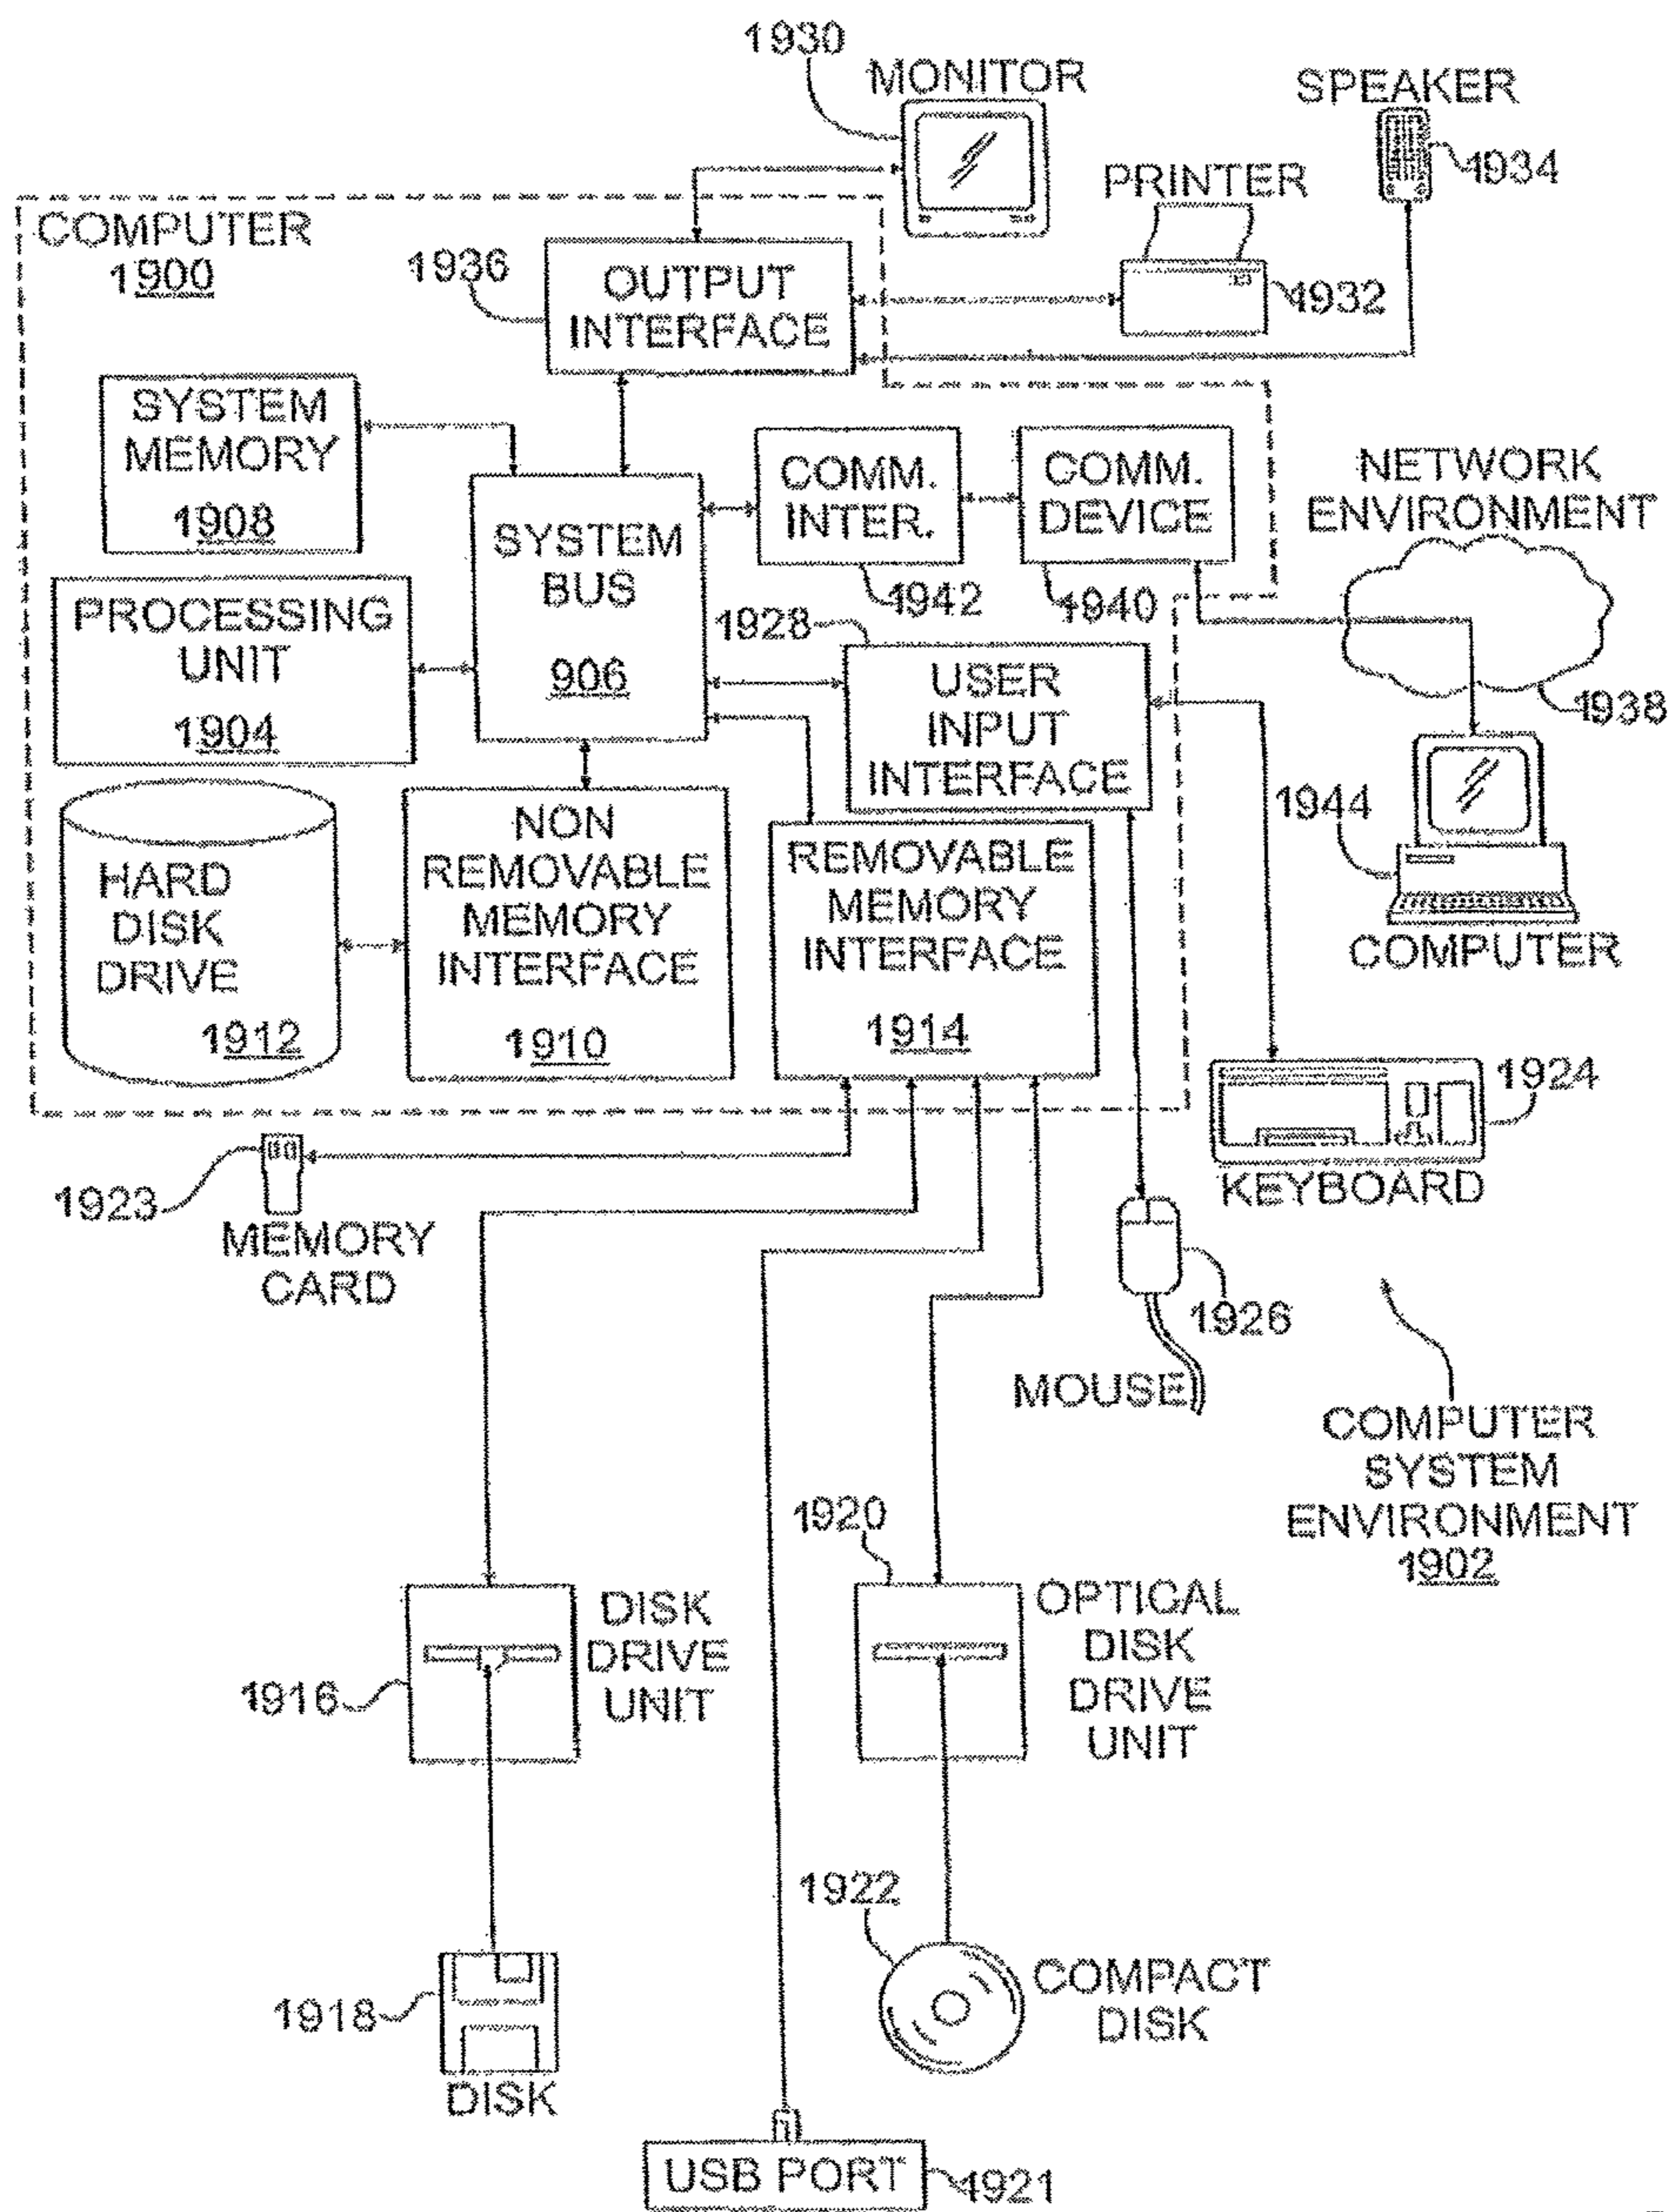 1930
MONITOR
SPEAKER
1934
PRINTER
1932
COMPUTER
1900
1936
OUTPUT
INTERFACE
SYSTEM
MEMORY
1908
COMM.
INTER.
1942
COMM.
DEVICE
1940
NETWORK
ENVIRONMENT
1938
SYSTEM
BUS
906
PROCESSING
UNIT
1904
1928
USER
INPUT
INTERFACE
1944
COMPUTER
HARD
DISK
DRIVE
1912
NON
REMOVABLE
MEMORY
INTERFACE
1910
REMOVABLE
MEMORY
INTERFACE
1914
1924
KEYBOARD
1923
MEMORY
CARD
1926
MOUSE
COMPUTER
SYSTEM
ENVIRONMENT
1902
1916
DISK
DRIVE
UNIT
1920
OPTICAL
DISK
DRIVE
UNIT
1918
DISK
1922
COMPACT
DISK
USB PORT
1921